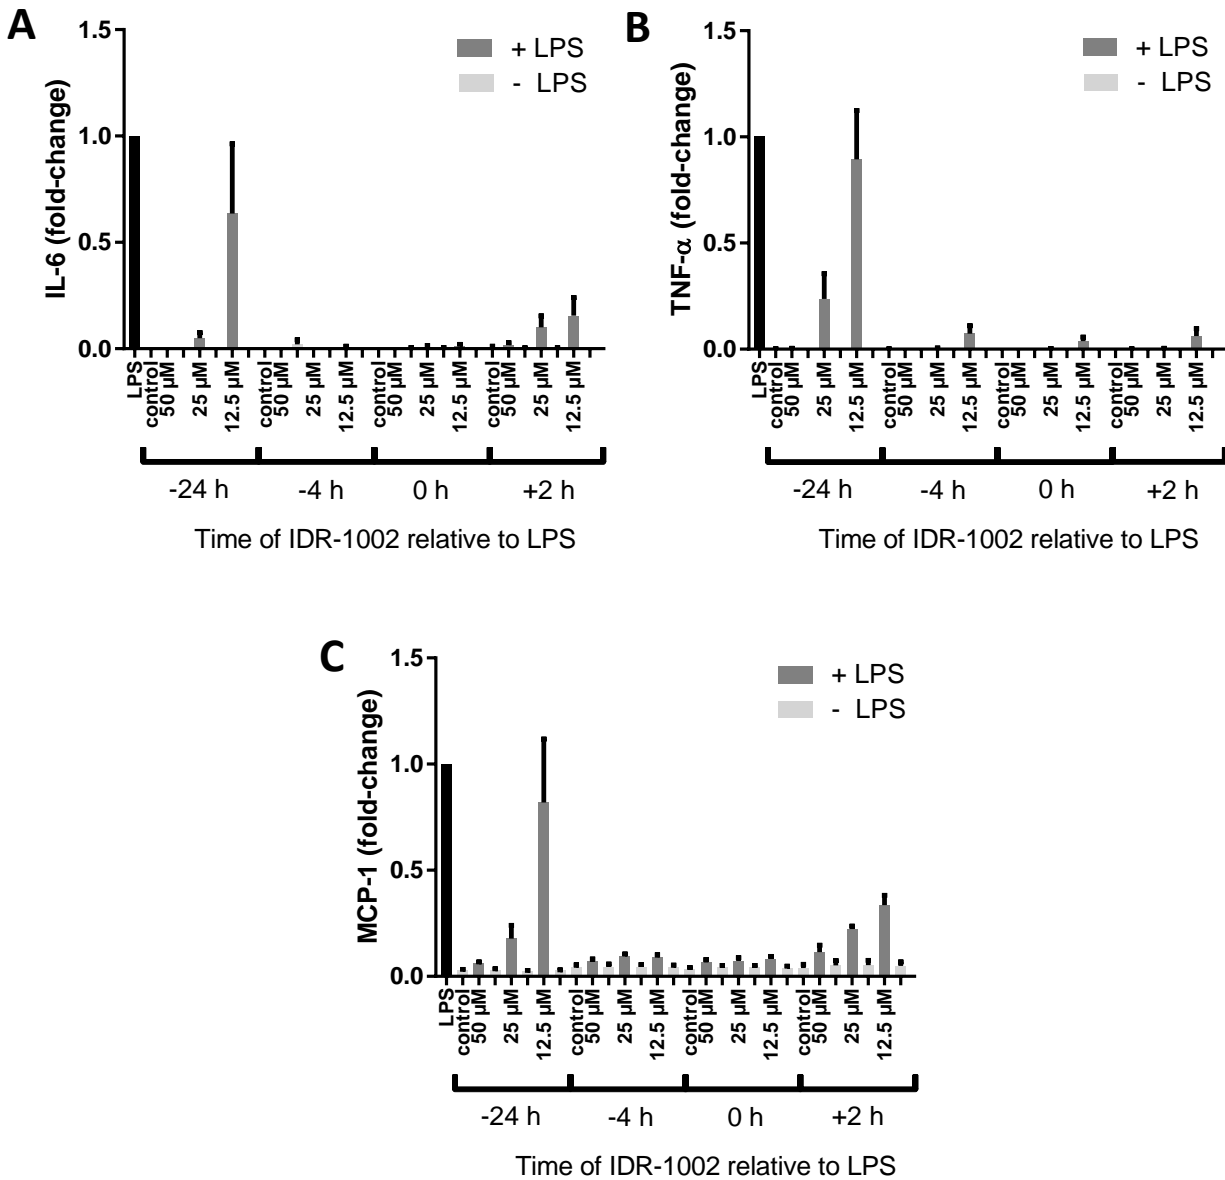 A
IL-6 (fold-change)
1.5
1.0
0.5
0.0
+ LPS
- LPS
LPS
control
50 µM
25 µM
12.5 µM
control
50 µM
25 µM
12.5 µM
control
50 µM
25 µM
12.5 µM
control
50 µM
25 µM
12.5 µM
-24 h
-4 h
0 h
+2 h
Time of IDR-1002 relative to LPS
B
TNF-α (fold-change)
1.5
1.0
0.5
0.0
+ LPS
- LPS
LPS
control
50 µM
25 µM
12.5 µM
control
50 µM
25 µM
12.5 µM
control
50 µM
25 µM
12.5 µM
control
50 µM
25 µM
12.5 µM
-24 h
-4 h
0 h
+2 h
Time of IDR-1002 relative to LPS
C
MCP-1 (fold-change)
1.5
1.0
0.5
0.0
+ LPS
- LPS
LPS
control
50 µM
25 µM
12.5 µM
control
50 µM
25 µM
12.5 µM
control
50 µM
25 µM
12.5 µM
control
50 µM
25 µM
12.5 µM
-24 h
-4 h
0 h
+2 h
Time of IDR-1002 relative to LPS